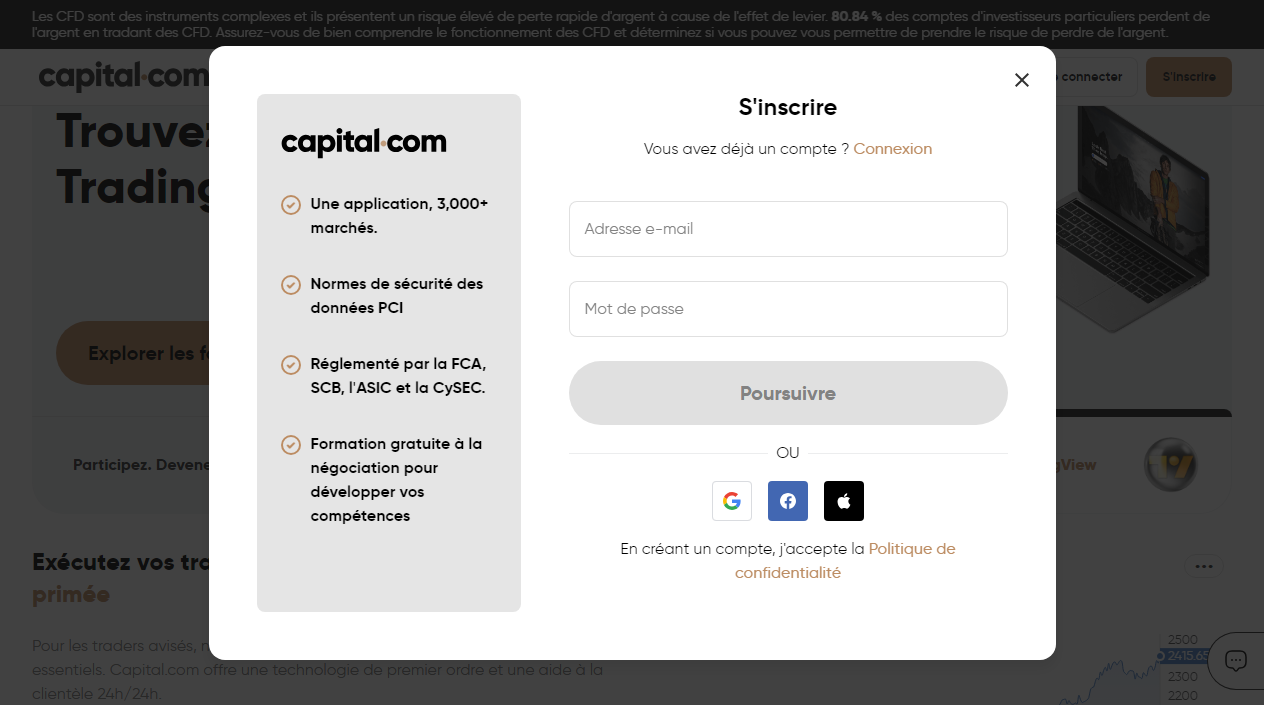 Les CFD sont des instruments complexes et ils présentent un risque élevé de perte rapide d'argent à cause de l'effet de levier. 80.84 % des comptes d'investisseurs particuliers perdent de
l'argent en tradant des CFD. Assurez-vous de bien comprendre le fonctionnement des CFD et déterminez si vous pouvez vous permettre de prendre le risque de perdre de l'argent.
capital.com
connecter
S'inscrire
Trouvez
Trading
Explorer les
Participez.
Exécutez vos
primée
Pour les traders avisés,
essentiels. Capital.com offre une technologie de premier ordre et une aide à la
clientèle 24h/24h.
capital.com
Une application, 3,000+
marchés.
Normes de sécurité des
données PCI
Réglementé par la FCA,
SCB, l'ASIC et la CySEC.
Formation gratuite à la
négociation pour
développer vos
compétences
S'inscrire
Vous avez déjà un compte ? Connexion
Adresse e-mail
Mot de passe
Poursuivre
OU
En créant un compte, j'accepte la Politique de
confidentialité
2500
2415.65
2300
2200